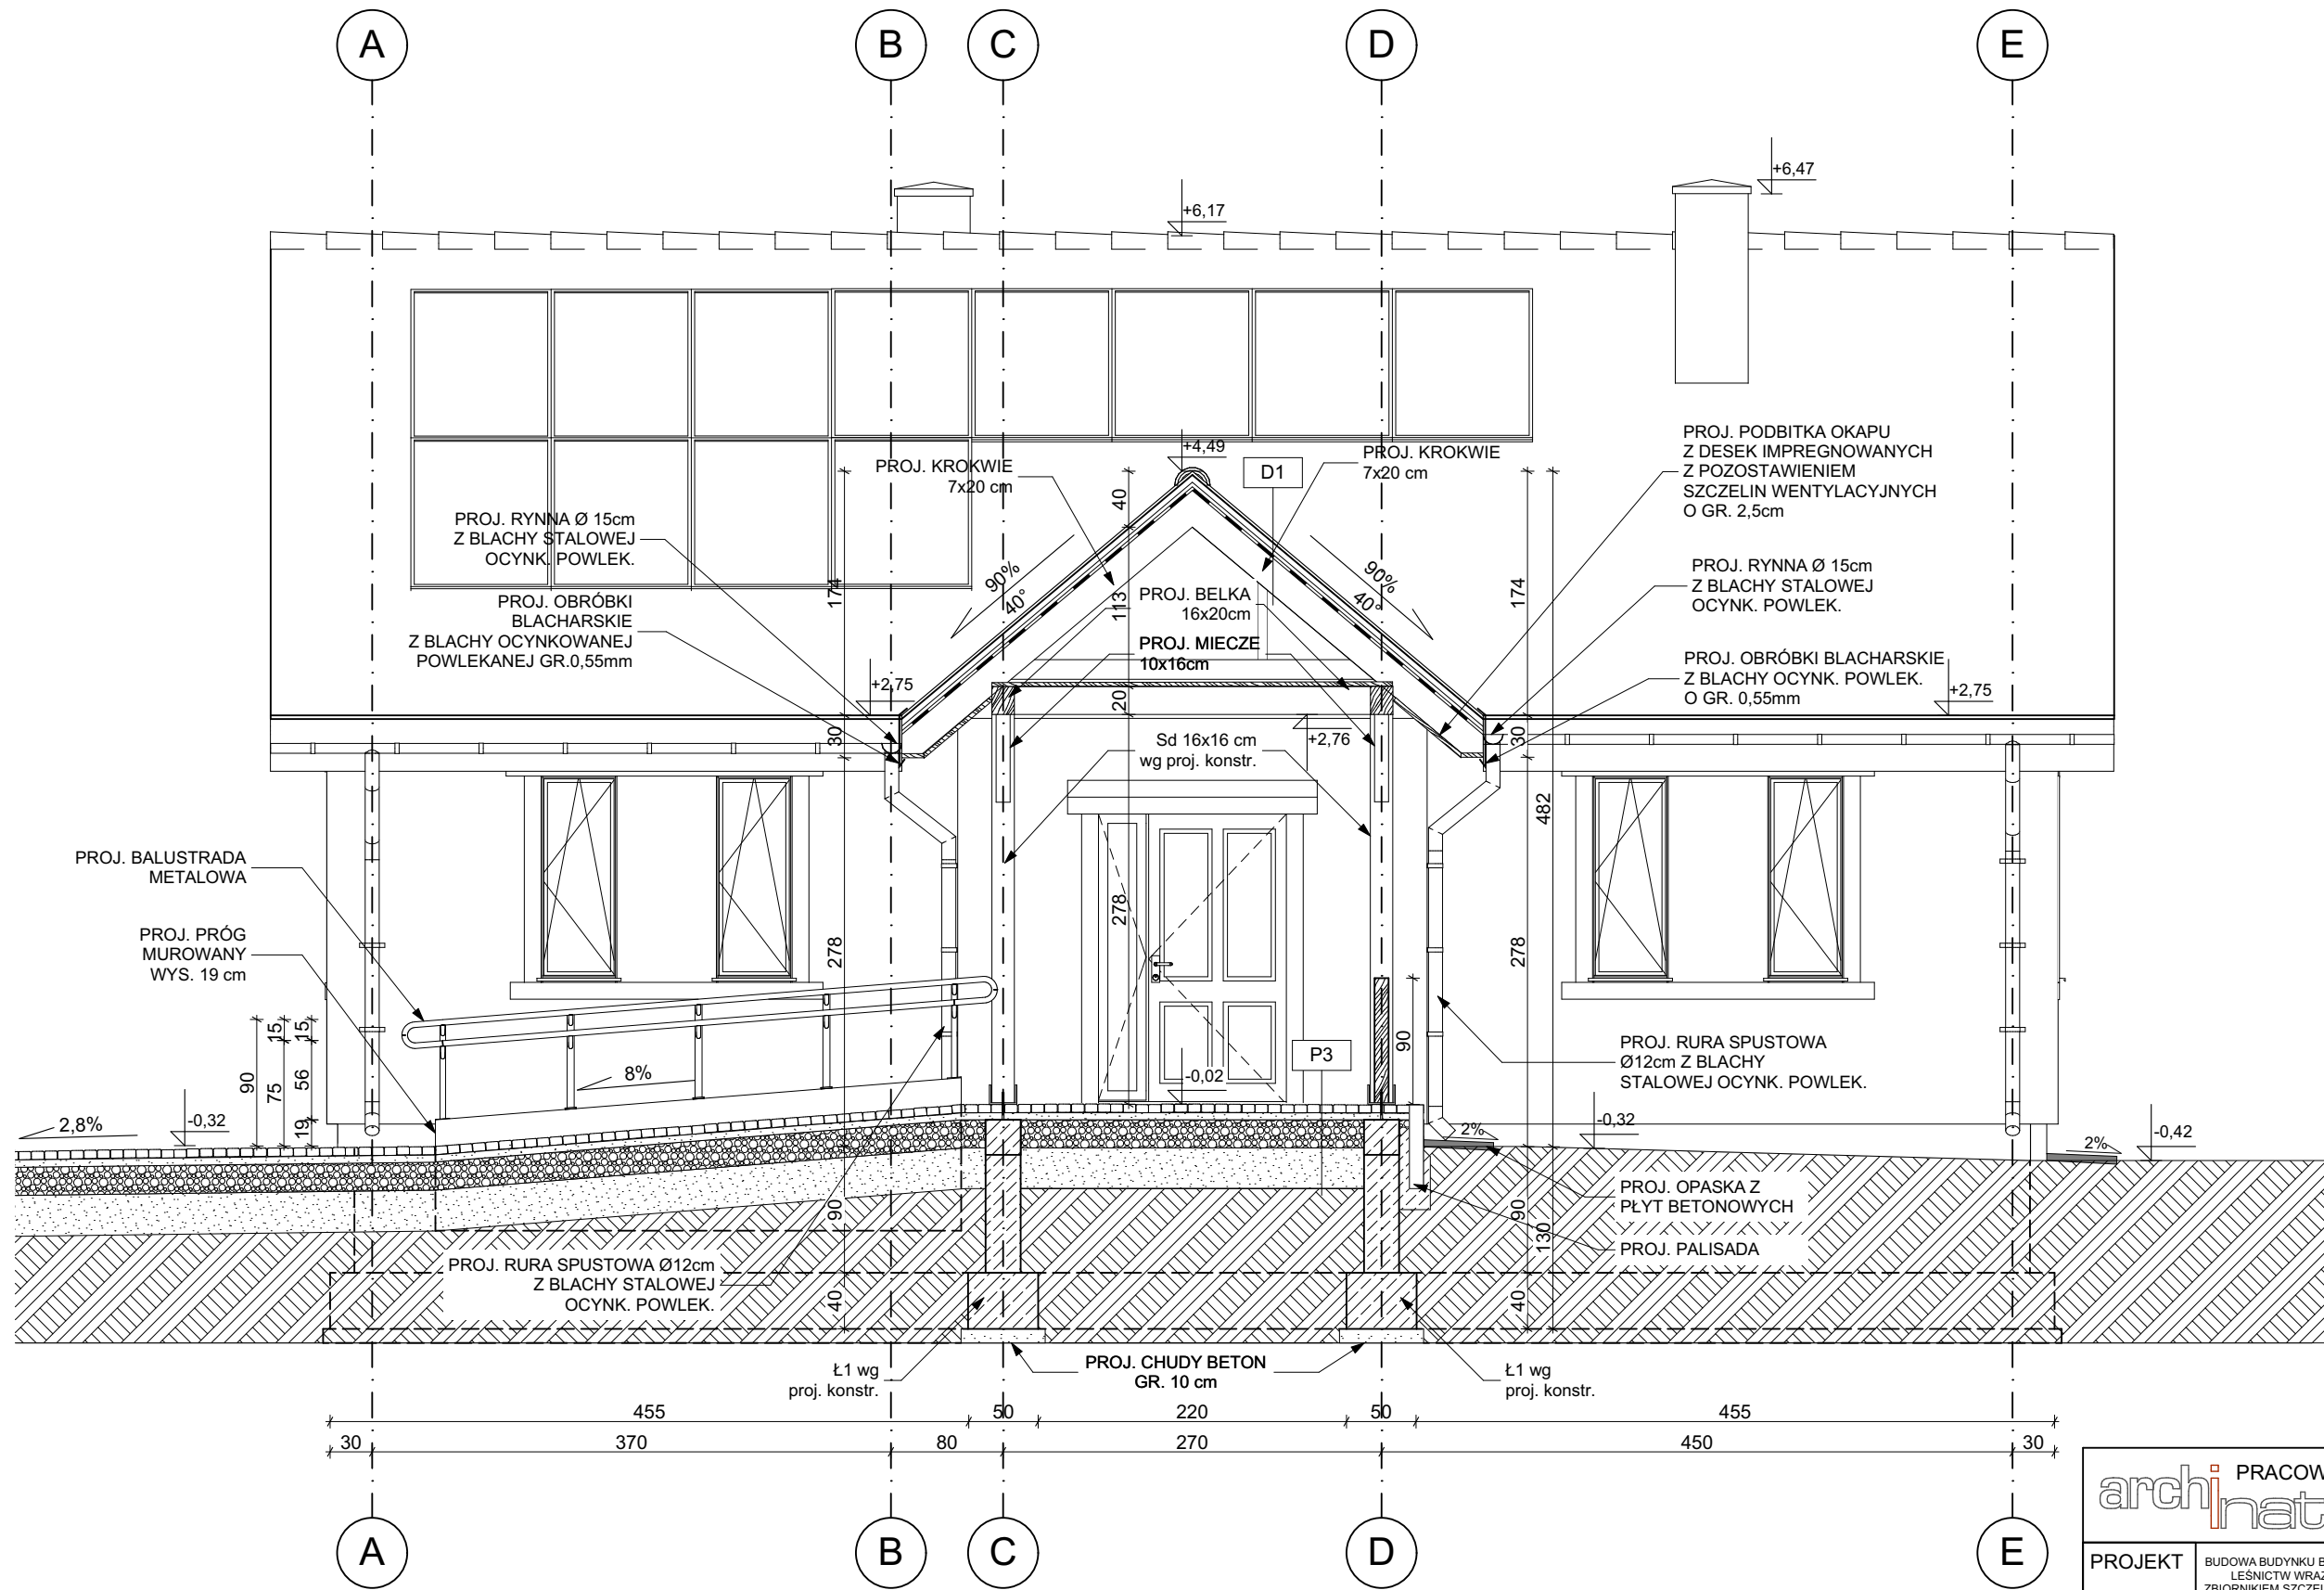 A
B
C
D
E
+6,47
+6,17
+4,49
D1
PROJ. KROKWIE
7x20 cm
PROJ. KROKWIE
7x20 cm
PROJ. PODBITKA OKAPU
Z DESEK IMPREGNOWANYCH
Z POZOSTAWIENIEM
SZCZELIN WENTYLACYJNYCH
O GR. 2,5cm
PROJ. RYNNA Ø 15cm
Z BLACHY STALOWEJ
OCYNK. POWLEK.
PROJ. RYNNA Ø 15cm
Z BLACHY STALOWEJ
OCYNK. POWLEK.
PROJ. OBRÓBKI
BLACHARSKIE
Z BLACHY OCYNKOWANEJ
POWLEKANEJ GR.0,55mm
PROJ. OBRÓBKI BLACHARSKIE
Z BLACHY OCYNK. POWLEK.
O GR. 0,55mm
90%
40°
90%
40°
PROJ. BELKA
16x20cm
PROJ. MIECZE
10x16cm
+2,75
+2,75
+2,76
Sd 16x16 cm
wg proj. konstr.
174
30
278
90
40
40
113
20
278
174
30
278
90
40
482
130
90
PROJ. BALUSTRADA
METALOWA
PROJ. PRÓG
MUROWANY
WYS. 19 cm
90
15
75
15
56
19
8%
P3
-0,02
PROJ. RURA SPUSTOWA
Ø12cm Z BLACHY
STALOWEJ OCYNK. POWLEK.
2,8%
-0,32
2%
-0,32
2%
-0,42
PROJ. OPASKA Z
PŁYT BETONOWYCH
PROJ. PALISADA
PROJ. RURA SPUSTOWA Ø12cm
Z BLACHY STALOWEJ
OCYNK. POWLEK.
Ł1 wg
proj. konstr.
PROJ. CHUDY BETON
GR. 10 cm
Ł1 wg
proj. konstr.
455
50
220
50
455
30
370
80
270
450
30
A
B
C
D
E
archi
nat
PRACOW
PROJEKT
BUDOWA BUDYNKU B
LEŚNICTW WRAZ